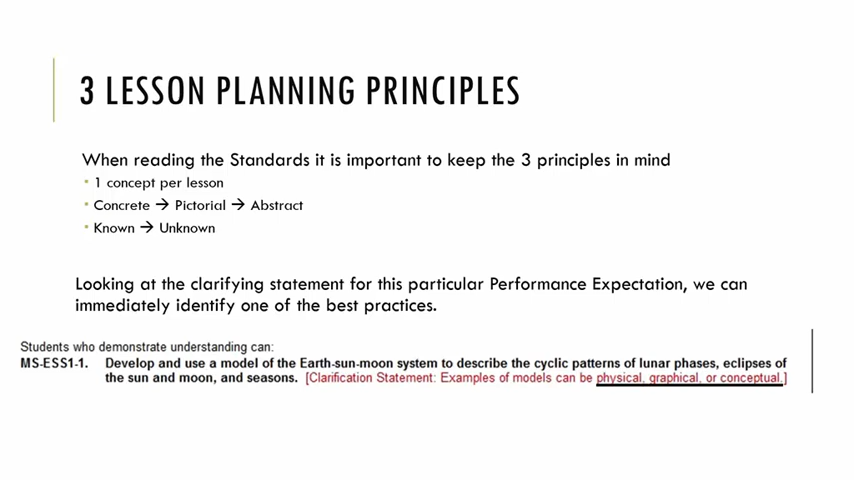 3 LESSON PLANNING PRINCIPLES
When reading the Standards it is important to keep the 3 principles in mind
▪ 1 concept per lesson
▪ Concrete → Pictorial → Abstract
▪ Known → Unknown
Looking at the clarifying statement for this particular Performance Expectation, we can
immediately identify one of the best practices.
Students who demonstrate understanding can:
MS-ESS1-1. Develop and use a model of the Earth-sun-moon system to describe the cyclic patterns of lunar phases, eclipses of
the sun and moon, and seasons. [Clarification Statement: Examples of models can be physical, graphical, or conceptual.]